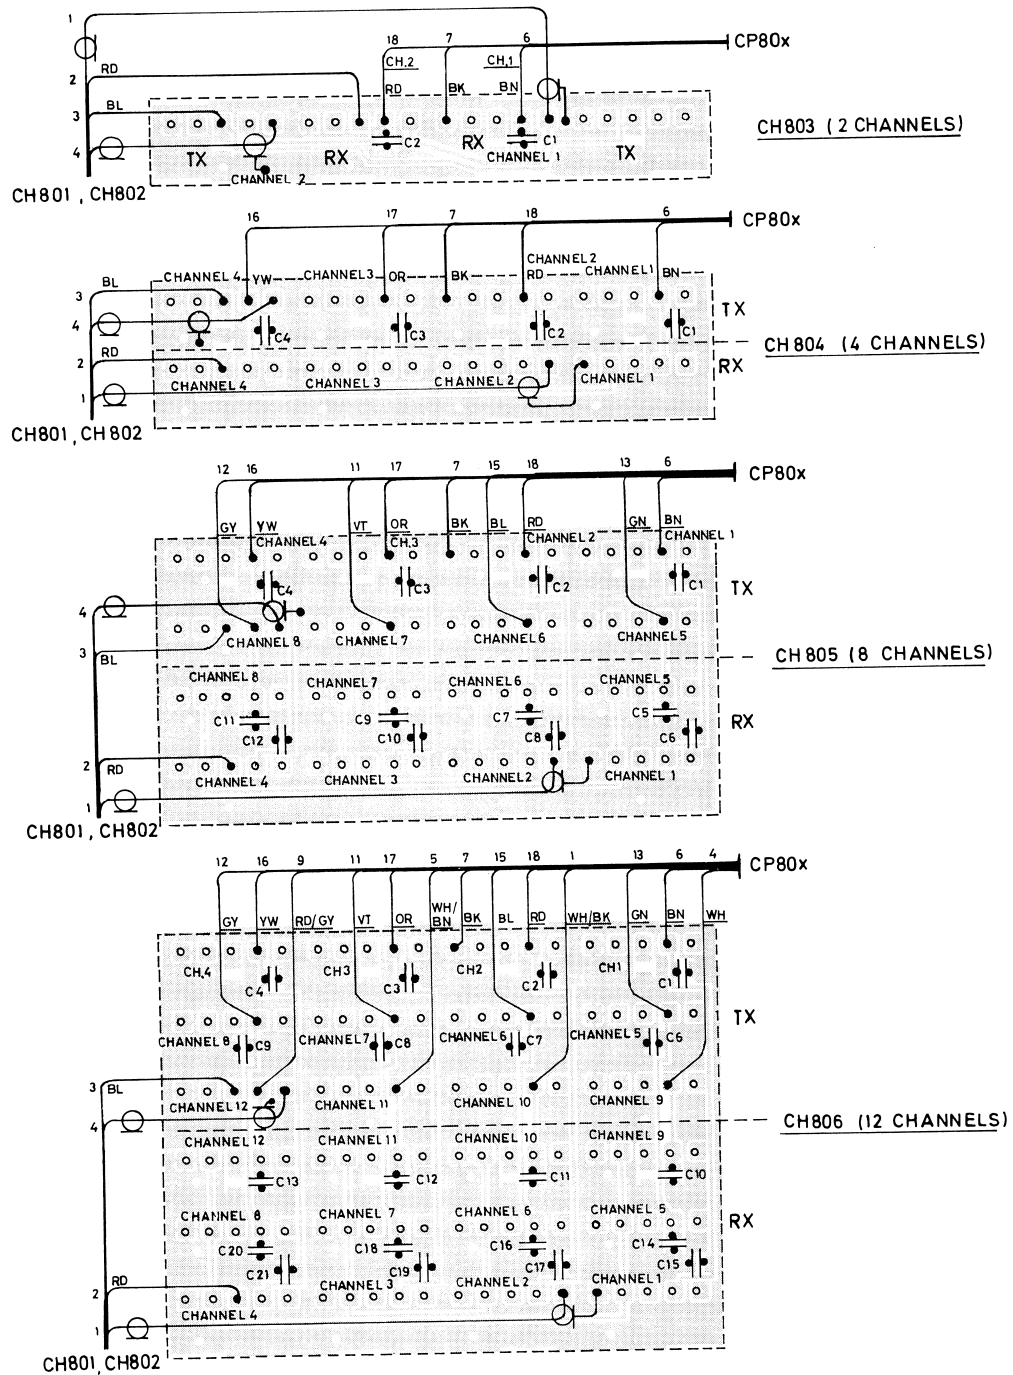 1
18 7 6 CP80x
CH.2 CH.1
2 RD RD BK BN
3 BL
CH803 (2 CHANNELS)
4 TX RX C2 RX C1 TX
CHANNEL 1
CHANNEL 2
CH801, CH802
16 17 7 18 6 CP80x
CHANNEL 2
BL CHANNEL 4 YW CHANNEL 3 OR BK RD CHANNEL 1 BN
3
TX
4 C4 C3 C2 C1
CH804 (4 CHANNELS)
RD
2 RX
CHANNEL 4 CHANNEL 3 CHANNEL 2 CHANNEL 1
1
CH801, CH802
12 16 11 17 7 15 18 13 6 CP80x
GY YW VT OR BK BL RD GN BN
CHANNEL 4 CH.3 CHANNEL 2 CHANNEL 1
C4 C3 C2 C1 TX
4
CHANNEL 8 CHANNEL 7 CHANNEL 6 CHANNEL 5
3 BL
CH805 (8 CHANNELS)
CHANNEL 8 CHANNEL 7 CHANNEL 6 CHANNEL 5
C11 C9 C7 C5 RX
C12 C10 C8 C6
2 RD
CHANNEL 4 CHANNEL 3 CHANNEL 2 CHANNEL 1
1
CH801, CH802
12 16 9 11 17 5 7 15 18 1 13 6 4 CP80x
GY YW RD/GY VT OR WH/BN BK BL RD WH/BK GN BN WH
CH.4 CH3 CH2 CH1
C4 C3 C2 C1
TX
CHANNEL 8 C9 CHANNEL 7 C8 CHANNEL 6 C7 CHANNEL 5 C6
3 BL
CHANNEL 12 CHANNEL 11 CHANNEL 10 CHANNEL 9
4
CH806 (12 CHANNELS)
CHANNEL 12 CHANNEL 11 CHANNEL 10 CHANNEL 9
C13 C12 C11 C10
CHANNEL 8 CHANNEL 7 CHANNEL 6 CHANNEL 5 RX
C20 C18 C16 C14
C21 C19 C17 C15
2 RD
CHANNEL 4 CHANNEL 3 CHANNEL 2 CHANNEL 1
1
CH801, CH802